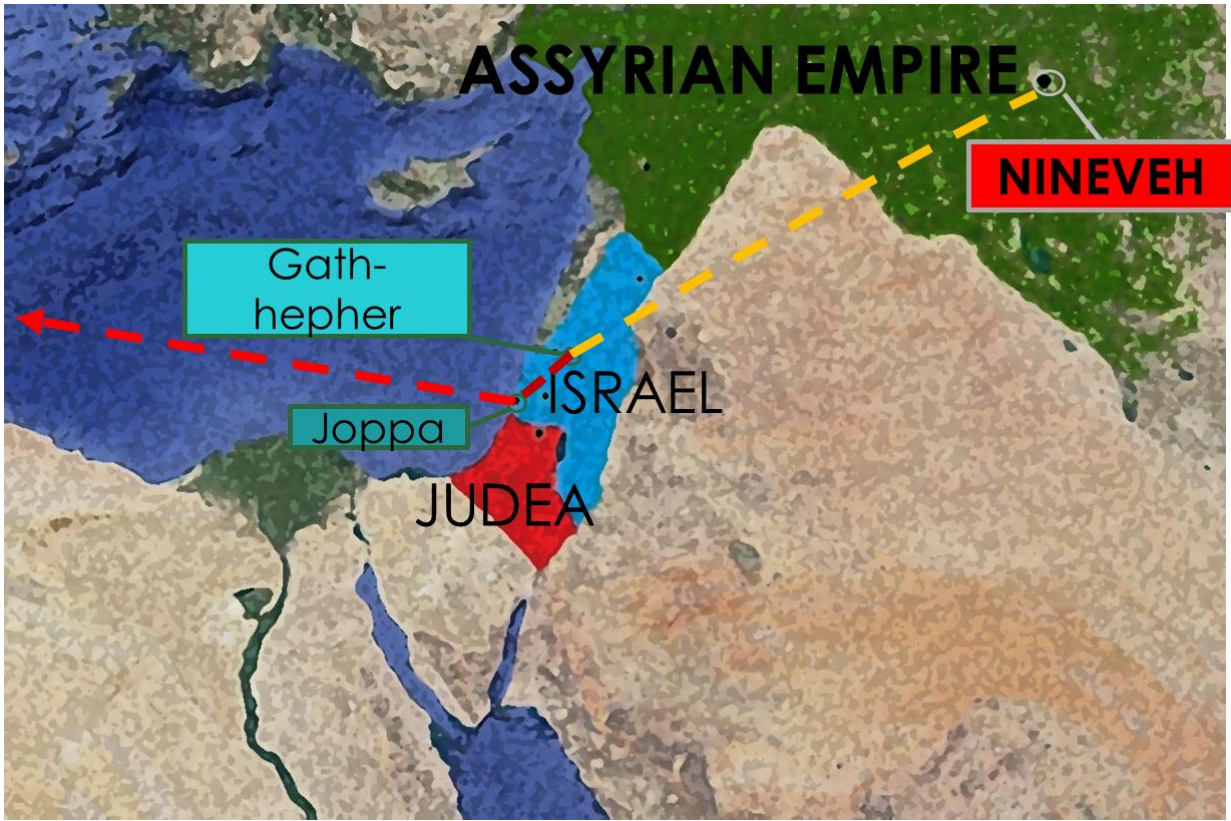 ASSYRIAN EMPIRE
NINEVEH
Gath-
hepher
ISRAEL
Joppa
JUDEA